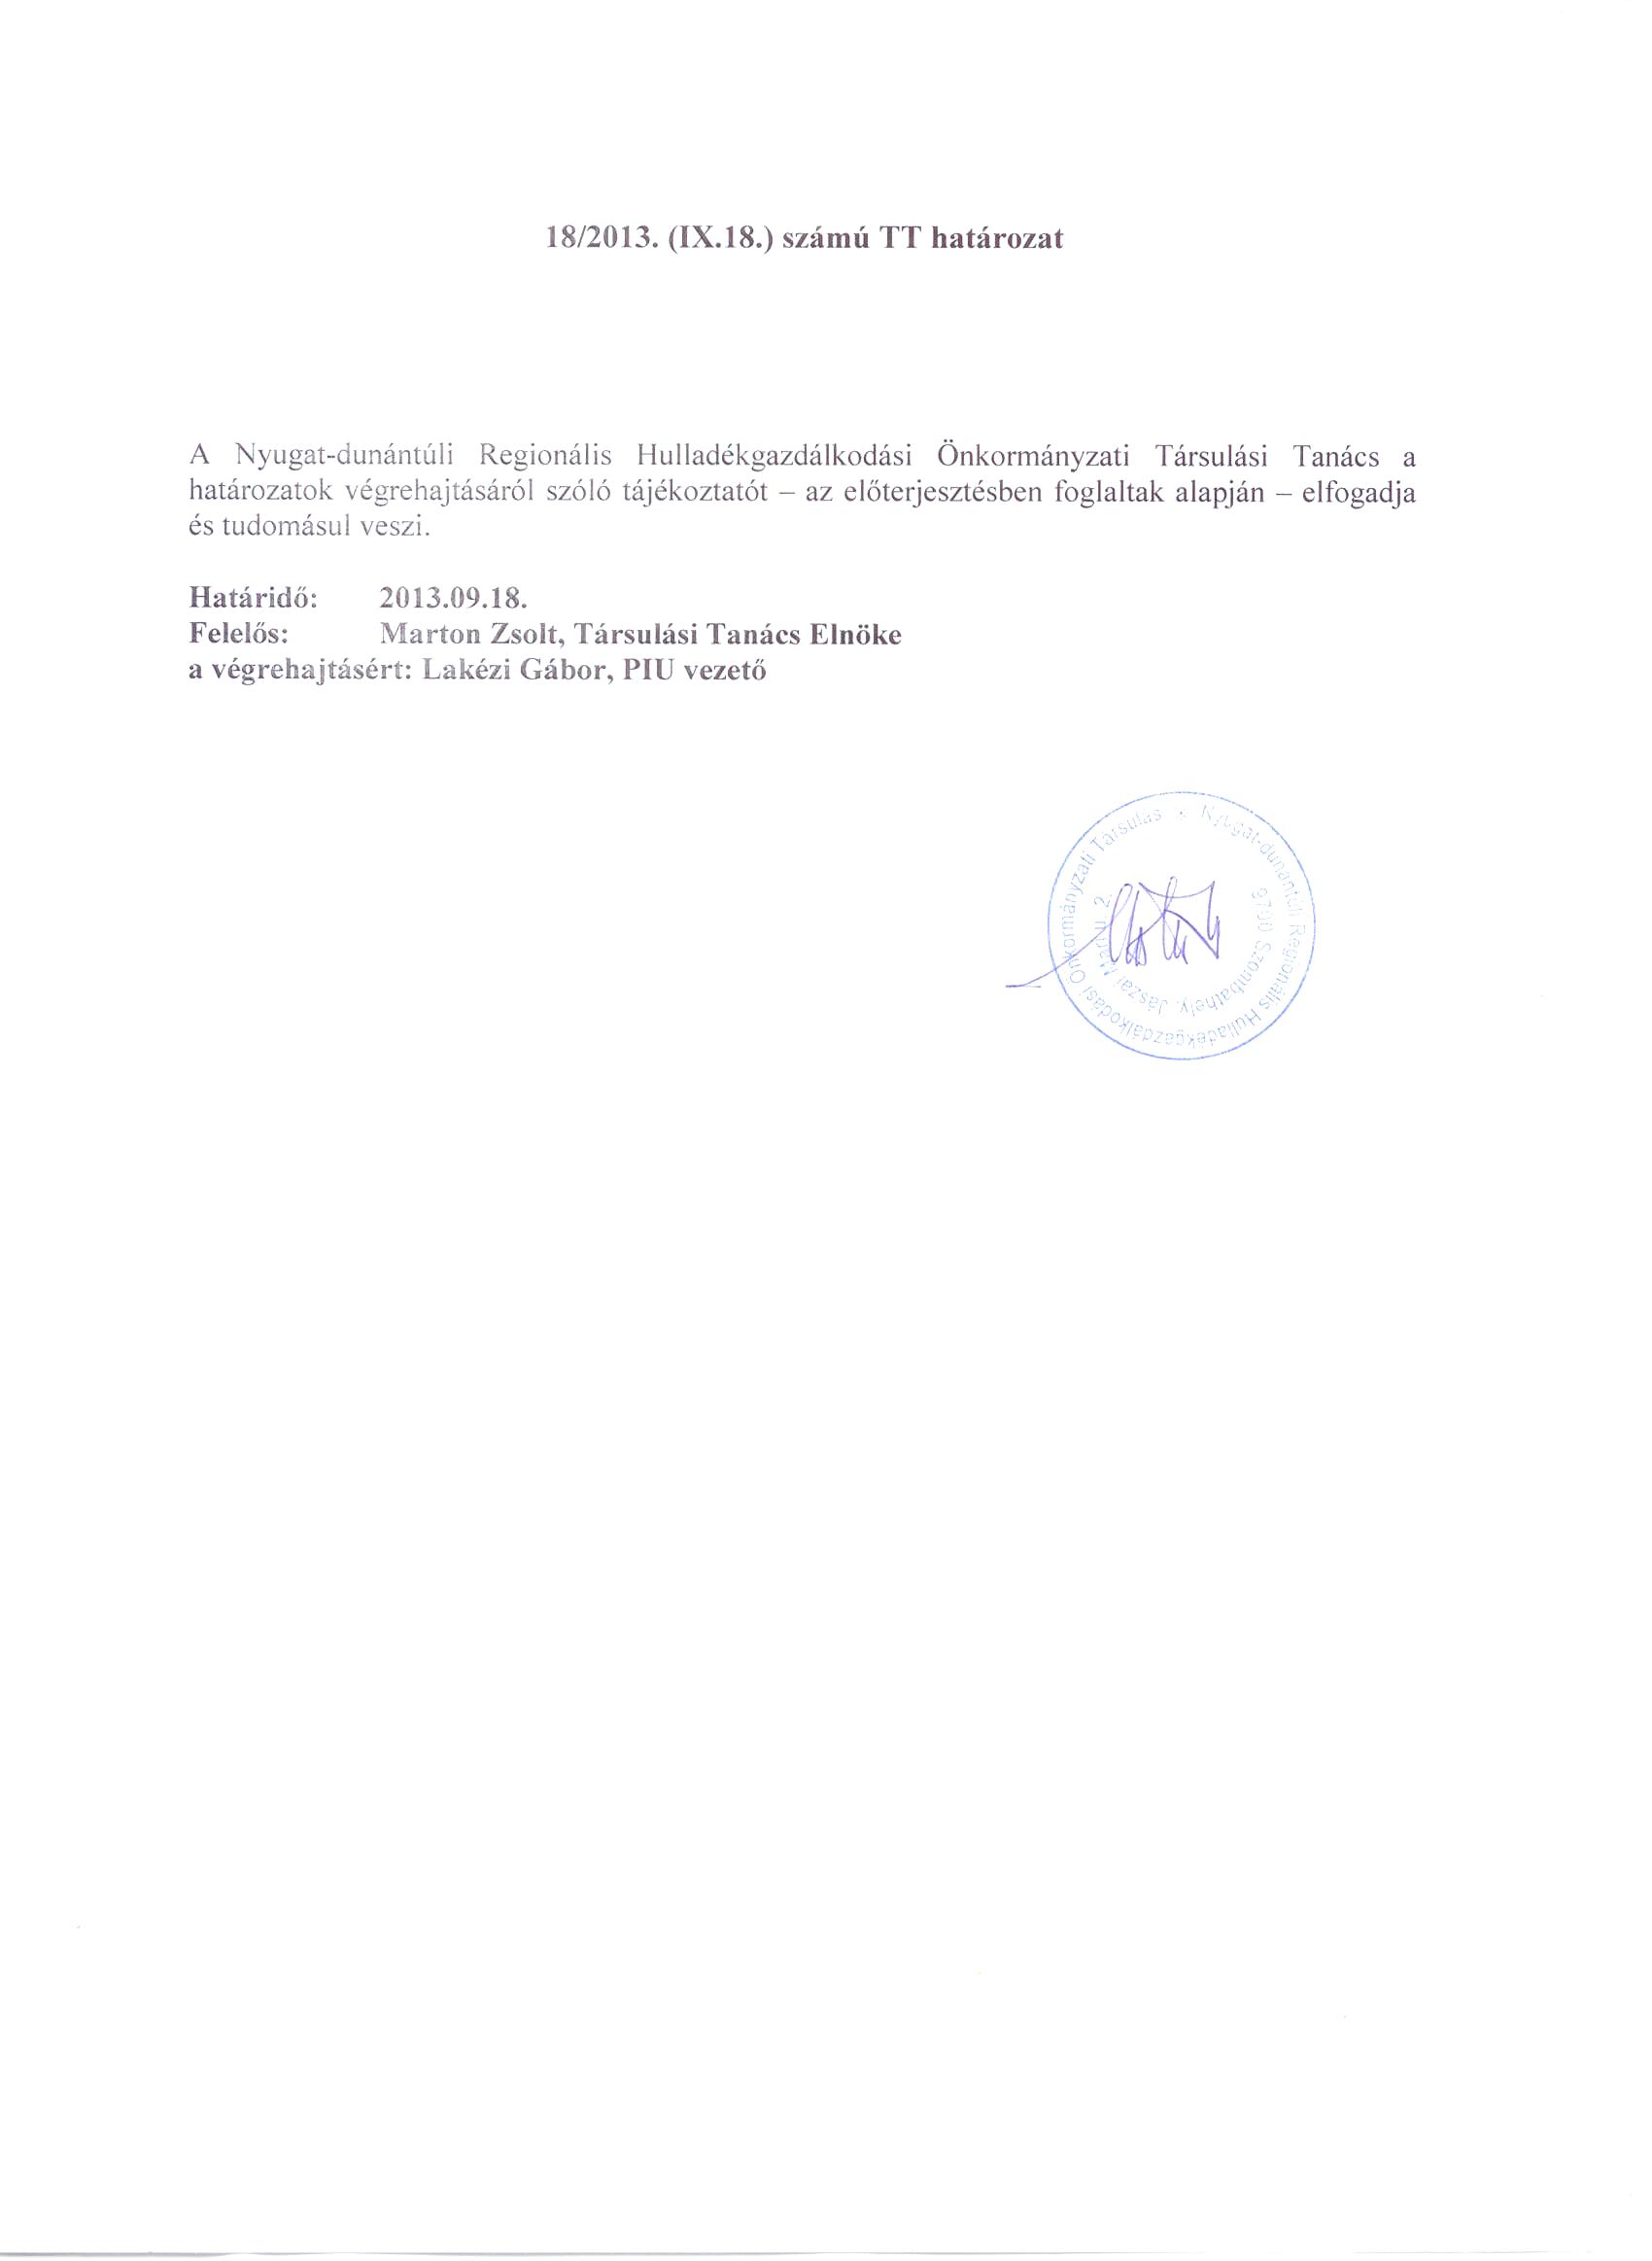 18/2013. (IX.18.) számú TT határozat
A Nyugat-dunántúli Regionális Hulladékgazdálkodási Önkormányzati Társulási Tanács a
határozatok végrehajtásáról szóló tájékoztatót – az előterjesztésben foglaltak alapján – elfogadja
és tudomásul veszi.
Határidő: 2013.09.18.
Felelős: Marton Zsolt, Társulási Tanács Elnöke
a végrehajtásért: Lakézi Gábor, PIU vezető
Nyugat-dunántúli Regionális Hulladékgazdálkodási Önkormányzati Társulás *
9700 Szombathely, Jászai Mari u. 2.